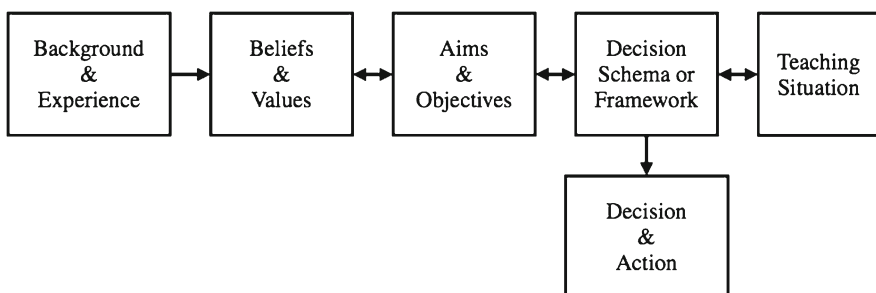 Background
&
Experience
Beliefs
&
Values
Aims
&
Objectives
Decision
Schema or
Framework
Teaching
Situation
Decision
&
Action